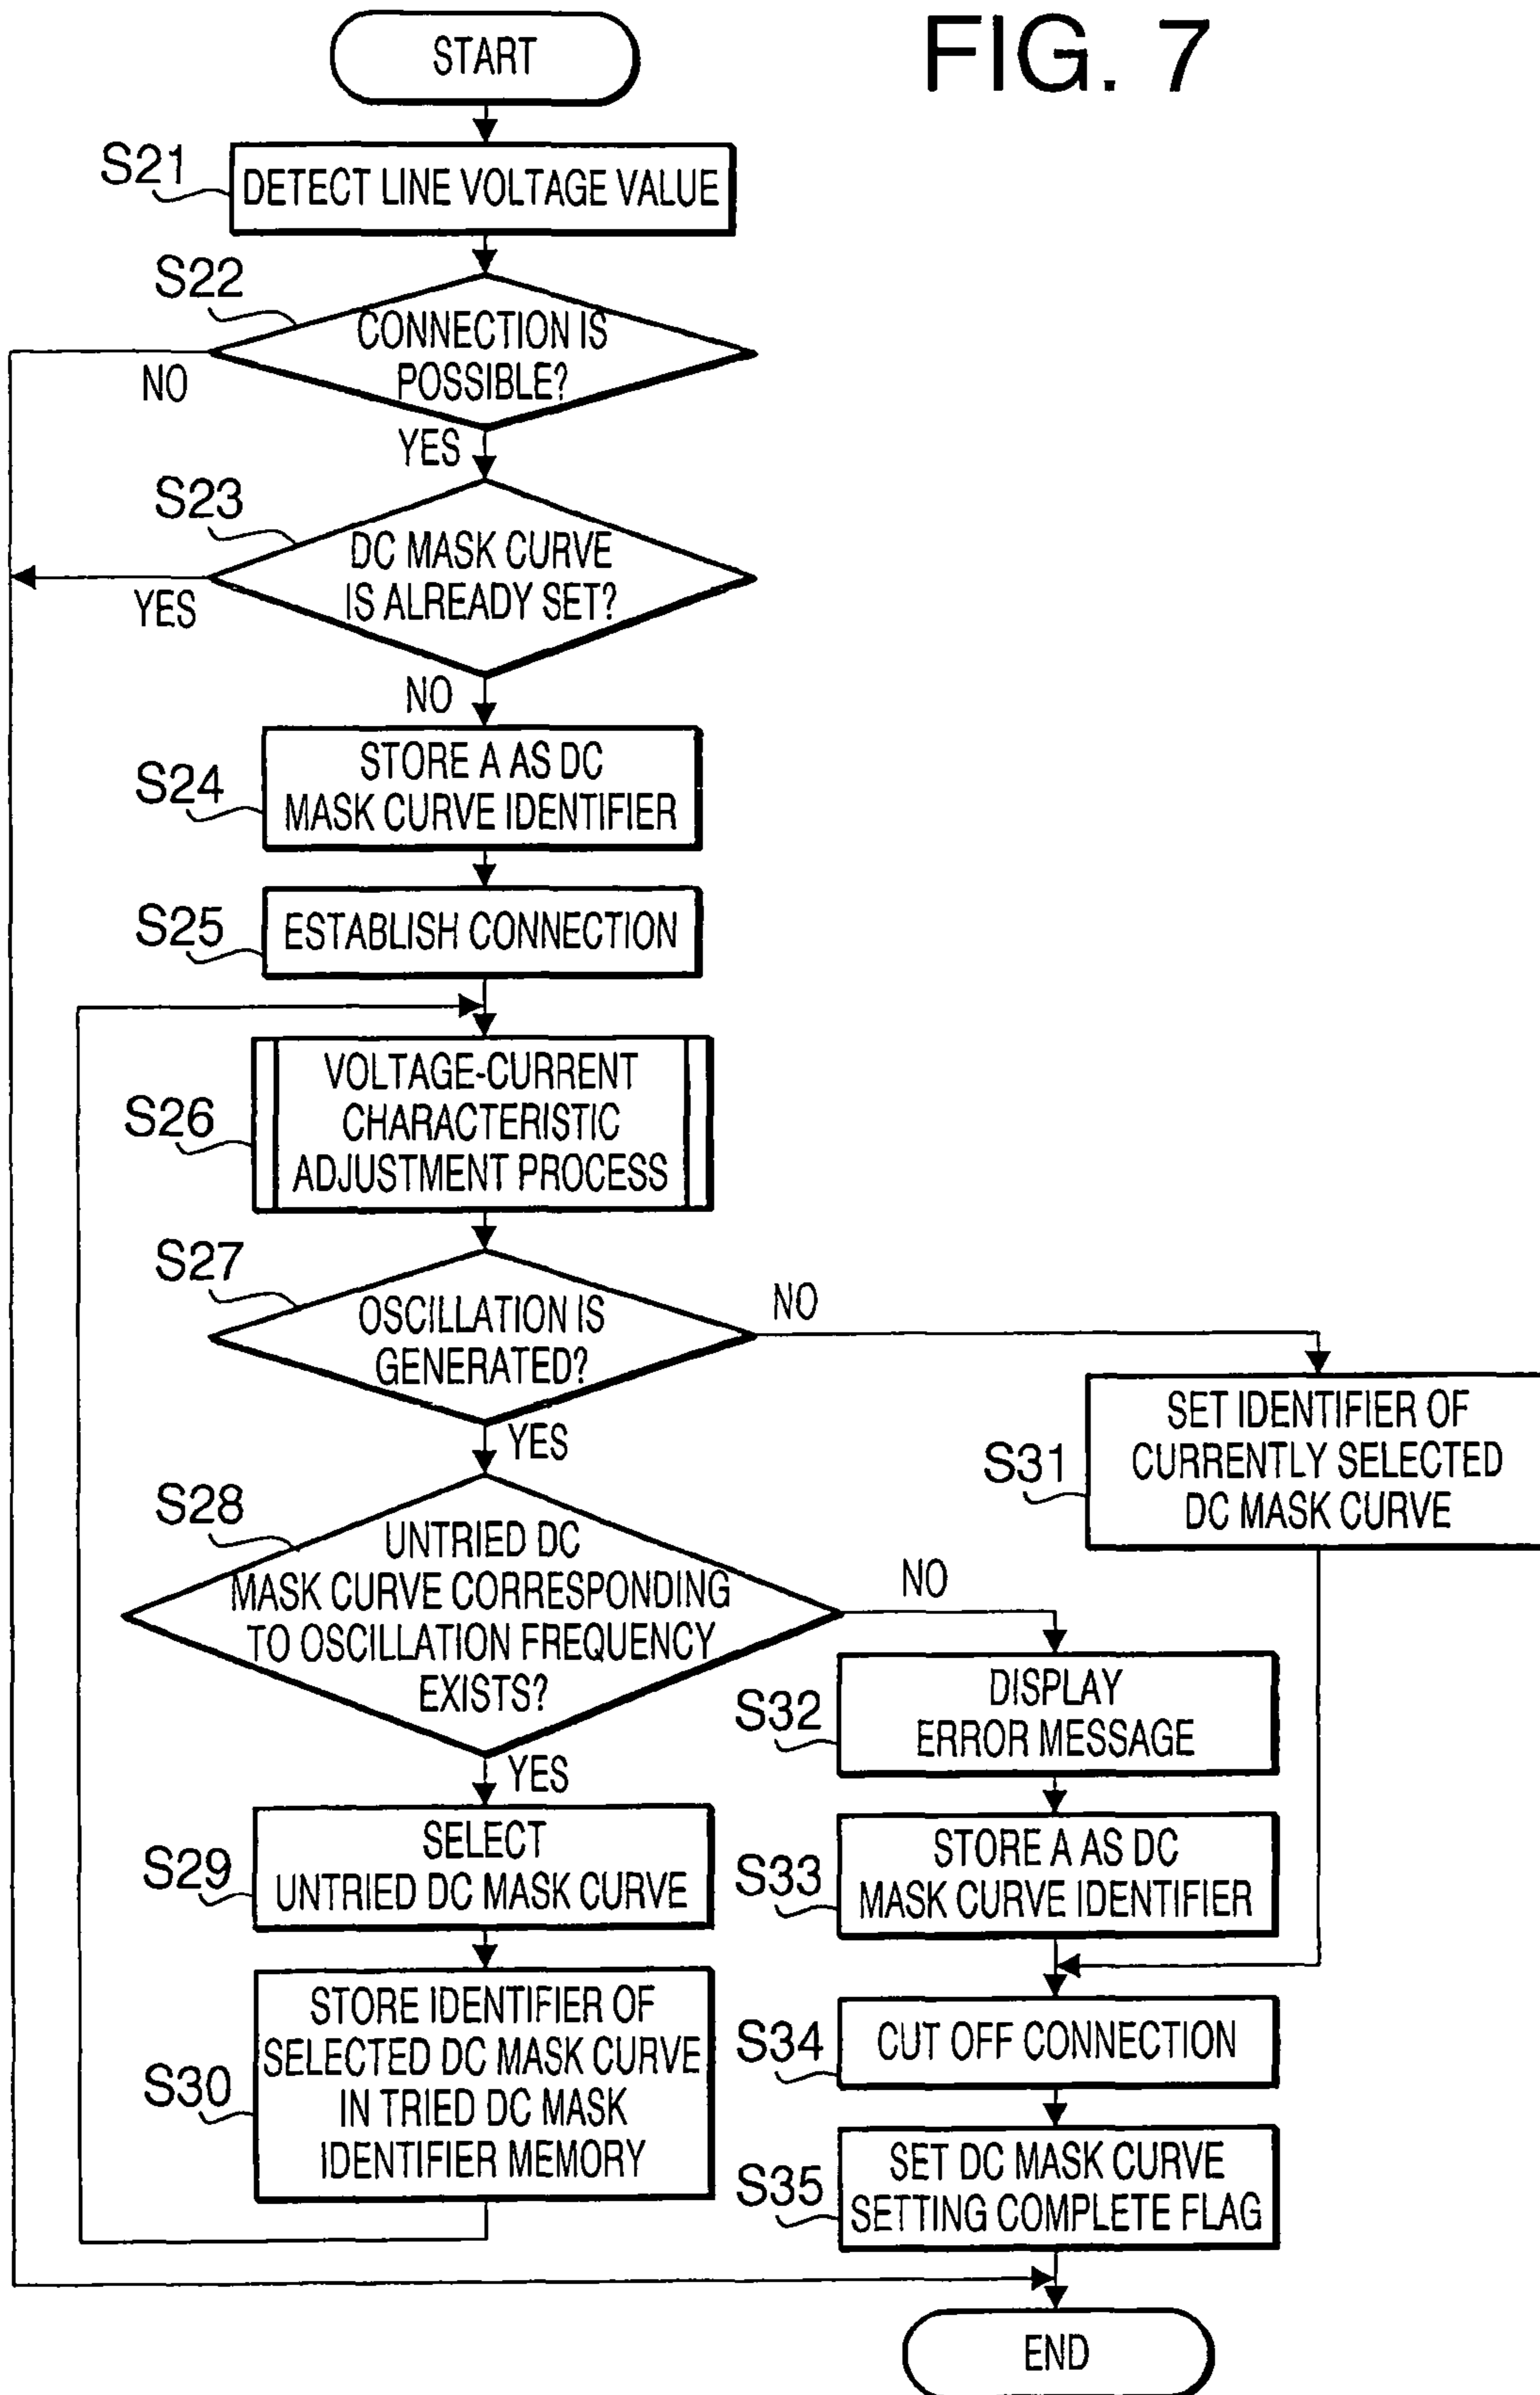 FIG. 7
START
S21
DETECT LINE VOLTAGE VALUE
S22
CONNECTION IS
POSSIBLE?
NO
YES
S23
DC MASK CURVE
IS ALREADY SET?
YES
NO
S24
STORE A AS DC
MASK CURVE IDENTIFIER
S25
ESTABLISH CONNECTION
S26
VOLTAGE-CURRENT
CHARACTERISTIC
ADJUSTMENT PROCESS
S27
OSCILLATION IS
GENERATED?
NO
YES
S31
SET IDENTIFIER OF
CURRENTLY SELECTED
DC MASK CURVE
S28
UNTRIED DC
MASK CURVE CORRESPONDING
TO OSCILLATION FREQUENCY
EXISTS?
NO
YES
S32
DISPLAY
ERROR MESSAGE
S29
SELECT
UNTRIED DC MASK CURVE
S33
STORE A AS DC
MASK CURVE IDENTIFIER
S30
STORE IDENTIFIER OF
SELECTED DC MASK CURVE
IN TRIED DC MASK
IDENTIFIER MEMORY
S34
CUT OFF CONNECTION
S35
SET DC MASK CURVE
SETTING COMPLETE FLAG
END